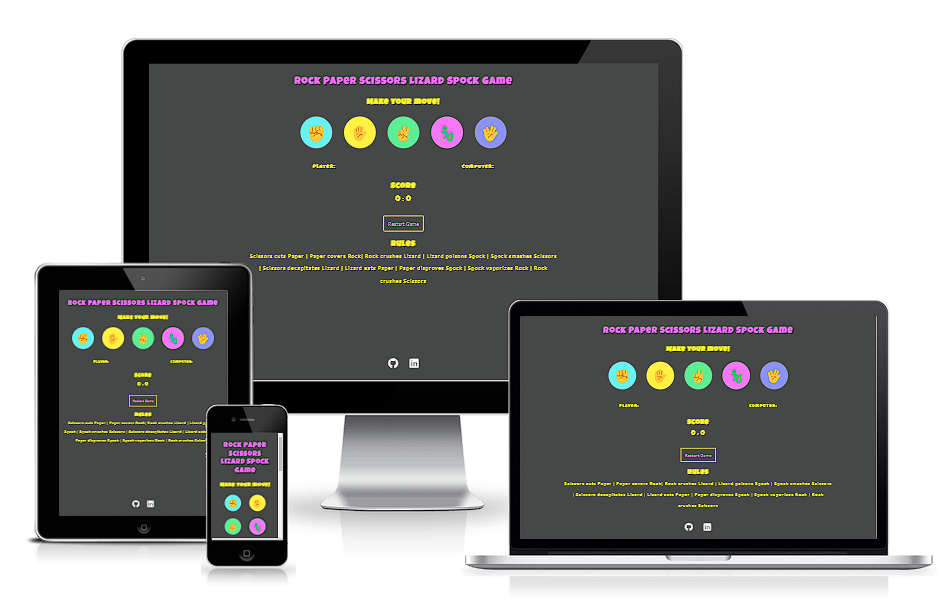 Rock Paper Scissors Lizard Spock Game
Make your move!
Player:
Computer:
Score
0 : 0
Restart Game
Rules
Scissors cuts Paper | Paper covers Rock| Rock crushes Lizard | Lizard poisons Spock | Spock smashes Scissors
| Scissors decapitates Lizard | Lizard eats Paper | Paper disproves Spock | Spock vaporizes Rock | Rock
crushes Scissors
in
Rock Paper Scissors Lizard Spock Game
Make your move!
Player:
Computer:
Score
0 : 0
Restart Game
Rules
Scissors cuts Paper | Paper covers Rock| Rock crushes Lizard | Lizard
Spock | Spock smashes Scissors | Scissors decapitates Lizard | Lizard eats
Paper disproves Spock | Spock vaporizes Rock | Rock crushes
in
Rock Paper
Scissors
Lizard Spock
Game
Make your move!
Rock Paper Scissors Lizard Spock Game
Make your move!
Player:
Computer:
Score
0 : 0
Restart Game
Rules
Scissors cuts Paper | Paper covers Rock| Rock crushes Lizard | Lizard poisons Spock | Spock smashes Scissors
| Scissors decapitates Lizard | Lizard eats Paper | Paper disproves Spock | Spock vaporizes Rock | Rock
crushes Scissors
in